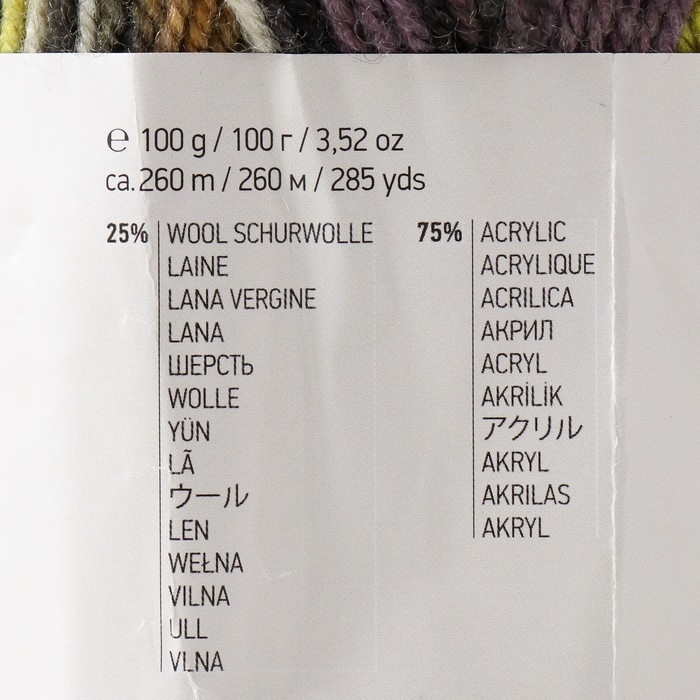 ℮ 100 g / 100 г / 3,52 oz
ca. 260 m / 260 м / 285 yds
25% WOOL SCHURWOLLE
LAINE
LANA VERGINE
LANA
ШЕРСТЬ
WOLLE
YÜN
LÃ
ウール
LEN
WEŁNA
VILNA
ULL
VLNA
75% ACRYLIC
ACRYLIQUE
ACRILICA
АКРИЛ
ACRYL
AKRİLİK
アクリル
AKRYL
AKRILAS
AKRYL